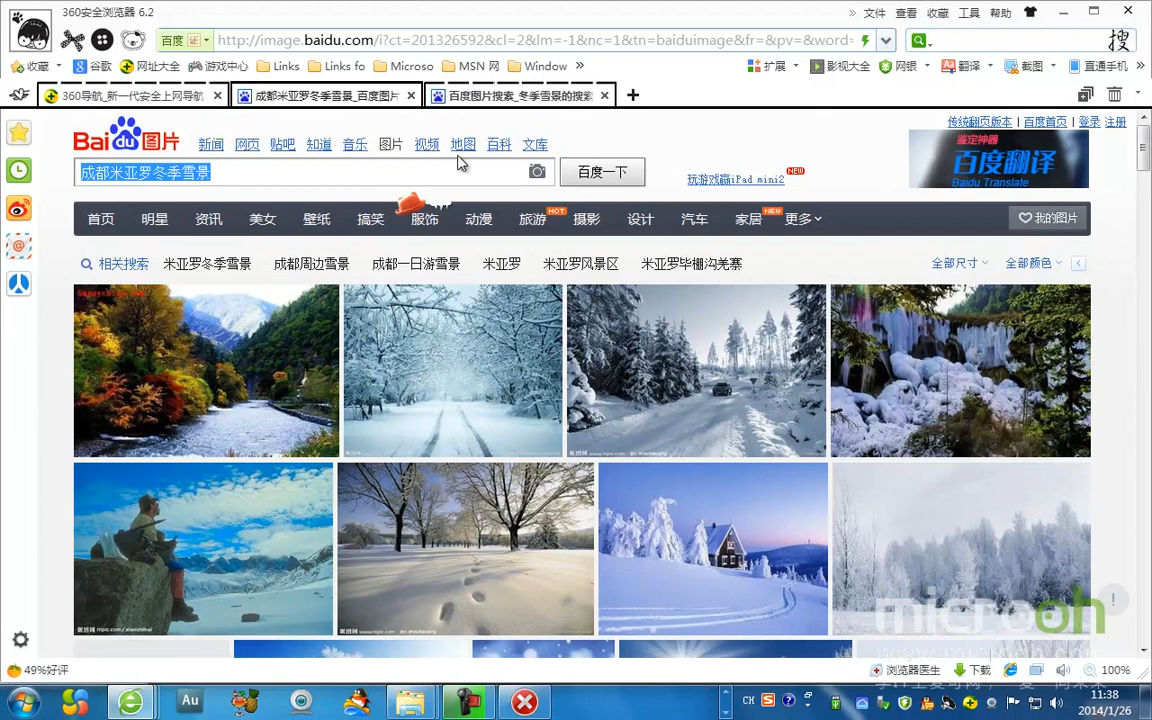 360安全浏览器 6.2
» 文件 查看 收藏 工具 帮助
百度 证
http://image.baidu.com/i?ct=201326592&cl=2&lm=-1&nc=1&tn=baiduimage&fr=&pv=&word=
搜
收藏 谷歌 网址大全 游戏中心 Links Links fo Microso MSN 网 Window » 扩展 影视大全 网银 翻译 截图 直通手机 »
360导航_新一代安全上网导航 成都米亚罗冬季雪景_百度图片 百度图片搜索_冬季雪景的搜索
传统翻页版本 | 百度首页 | 登录 注册
Bai du 图片 新闻 网页 贴吧 知道 音乐 图片 视频 地图 百科 文库
鉴定神器
百度翻译
Baidu Translate
成都米亚罗冬季雪景 百度一下 玩游戏赢iPad mini2 NEW
首页 明星 资讯 美女 壁纸 搞笑 服饰 动漫 旅游 HOT 摄影 设计 汽车 家居 NEW 更多 我的图片
相关搜索 米亚罗冬季雪景 成都周边雪景 成都一日游雪景 米亚罗 米亚罗风景区 米亚罗毕棚沟羌寨 全部尺寸 全部颜色
microoh
49%好评 浏览器医生 下载 100%
Au CH 11:38
2014/1/26